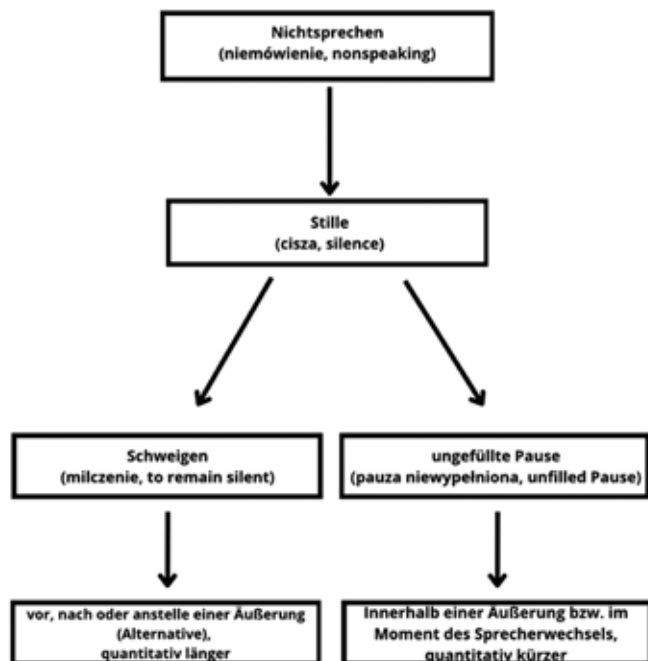 Nichtsprechen
(niemówienie, nonspeaking)
Stille
(cisza, silence)
Schweigen
(milczenie, to remain silent)
ungefüllte Pause
(pauza niewypełniona, unfilled Pause)
vor, nach oder anstelle einer Äußerung
(Alternative),
quantitativ länger
Innerhalb einer Äußerung bzw. im
Moment des Sprecherwechsels,
quantitativ kürzer